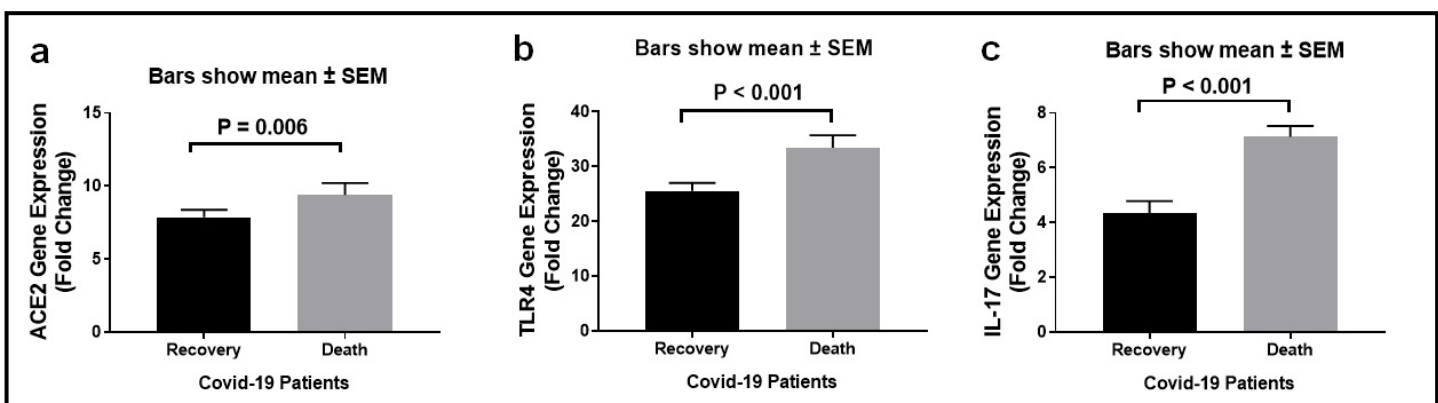 a
Bars show mean ± SEM
P = 0.006
ACE2 Gene Expression
(Fold Change)
15
10
5
0
Recovery
Death
Covid-19 Patients
b
Bars show mean ± SEM
P < 0.001
TLR4 Gene Expression
(Fold Change)
40
30
20
10
0
Recovery
Death
Covid-19 Patients
c
Bars show mean ± SEM
P < 0.001
IL-17 Gene Expression
(Fold Change)
8
6
4
2
0
Recovery
Death
Covid-19 Patients